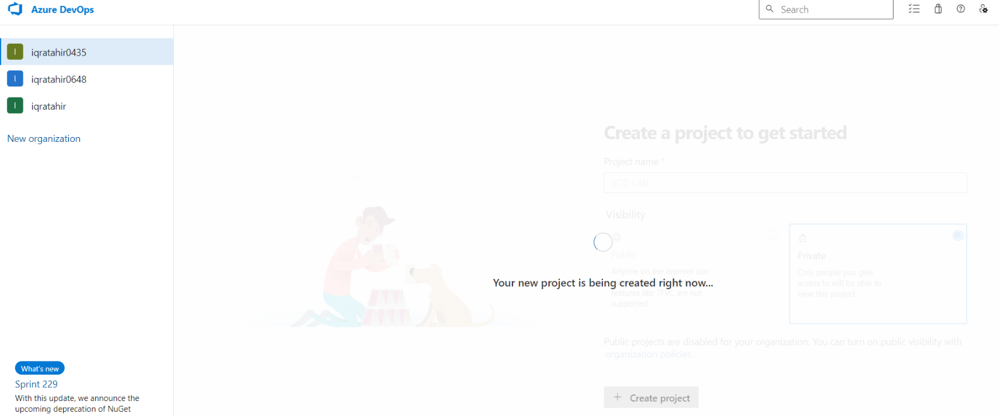 Azure DevOps
Search
I
iqratahir0435
I
iqratahir0648
I
iqratahir
New organization
Create a project to get started
Project name *
SCD LAb
Visibility
Public
Anyone on the internet can
features like TFVC are not
supported.
Private
Only people you give
access to will be able to
view this project.
Your new project is being created right now...
Public projects are disabled for your organization. You can turn on public visibility with
organization policies.
+ Create project
What's new
Sprint 229
With this update, we announce the
upcoming deprecation of NuGet